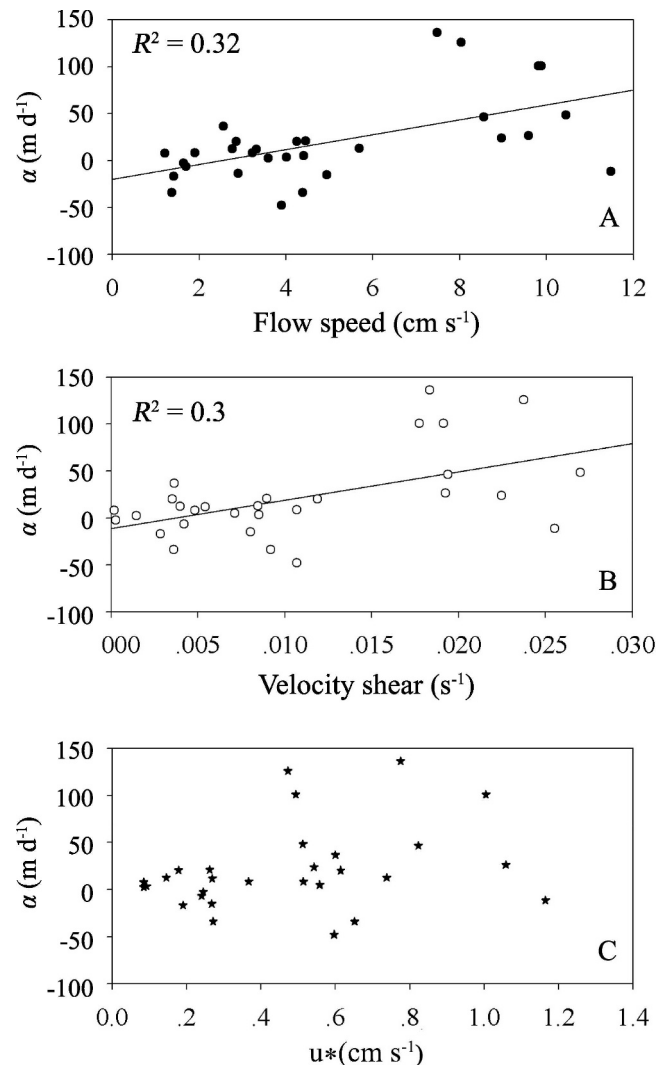 150
R² = 0.32
100
50
0
-50
-100
α (m d⁻¹)
A
0 2 4 6 8 10 12
Flow speed (cm s⁻¹)
150
R² = 0.3
100
50
0
-50
-100
α (m d⁻¹)
B
000 .005 .010 .015 .020 .025 .030
Velocity shear (s⁻¹)
150
100
50
0
-50
-100
α (m d⁻¹)
C
0.0 .2 .4 .6 .8 1.0 1.2 1.4
u*(cm s⁻¹)